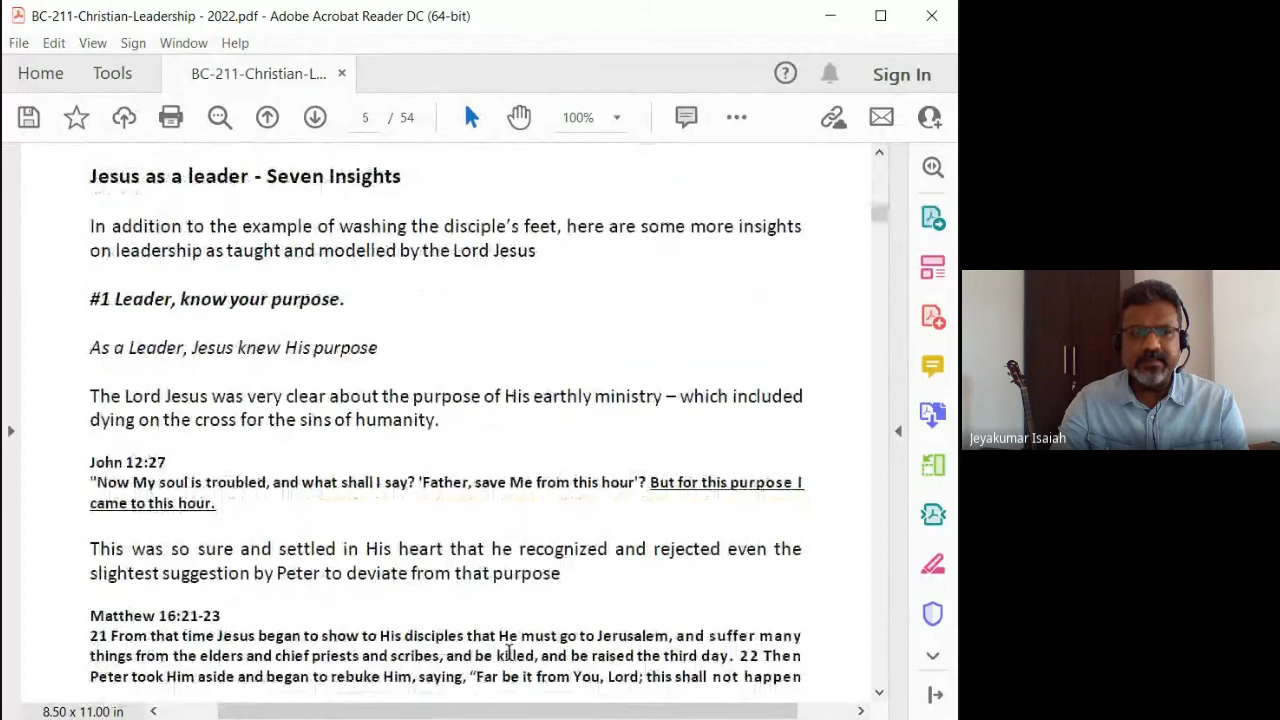 BC-211-Christian-Leadership - 2022.pdf - Adobe Acrobat Reader DC (64-bit)
File Edit View Sign Window Help
Home Tools BC-211-Christian-L... × Sign In
5 / 54 100%
Jesus as a leader - Seven Insights
In addition to the example of washing the disciple's feet, here are some more insights
on leadership as taught and modelled by the Lord Jesus
#1 Leader, know your purpose.
As a Leader, Jesus knew His purpose
The Lord Jesus was very clear about the purpose of His earthly ministry – which included
dying on the cross for the sins of humanity.
John 12:27
"Now My soul is troubled, and what shall I say? 'Father, save Me from this hour'? But for this purpose I
came to this hour.
This was so sure and settled in His heart that he recognized and rejected even the
slightest suggestion by Peter to deviate from that purpose
Matthew 16:21-23
21 From that time Jesus began to show to His disciples that He must go to Jerusalem, and suffer many
things from the elders and chief priests and scribes, and be killed, and be raised the third day. 22 Then
Peter took Him aside and began to rebuke Him, saying, "Far be it from You, Lord; this shall not happen
8.50 x 11.00 in
Jeyakumar Isaiah